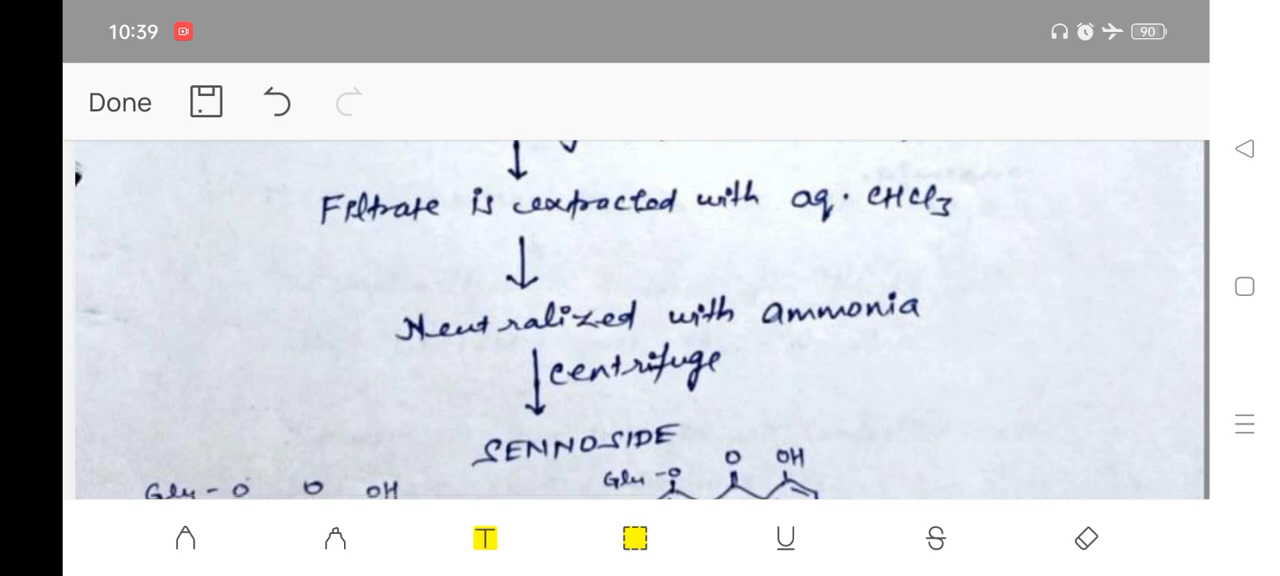 10:39
90
Done
Filtrate is extracted with aq. CHCl3
Neutralized with ammonia
centrifuge
SENNOSIDE
Glu-O O OH
Glu-O O OH
T
U
S